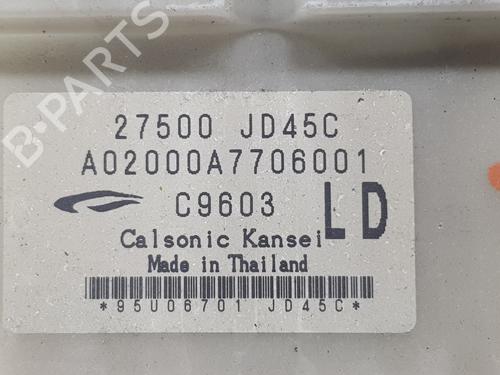 27500 JD45C
A02000A7706001
C9603 LD
Calsonic Kansei
Made in Thailand
*95U06701 JD45C*
B-PARTS